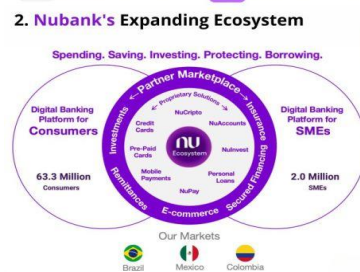 2. Nubank's Expanding Ecosystem
Spending. Saving. Investing. Protecting. Borrowing.
Partner Marketplace
Proprietary Solutions
Investments
Insurance
Remittances
E-commerce
Secured Financing
Digital Banking
Platform for
Consumers
63.3 Million
Consumers
NuCripto
Credit
Cards
NuAccounts
Pre-Paid
Cards
nu
Ecosystem
NuInvest
Mobile
Payments
Personal
Loans
NuPay
Digital Banking
Platform for
SMEs
2.0 Million
SMEs
Our Markets
Brazil
Mexico
Colombia